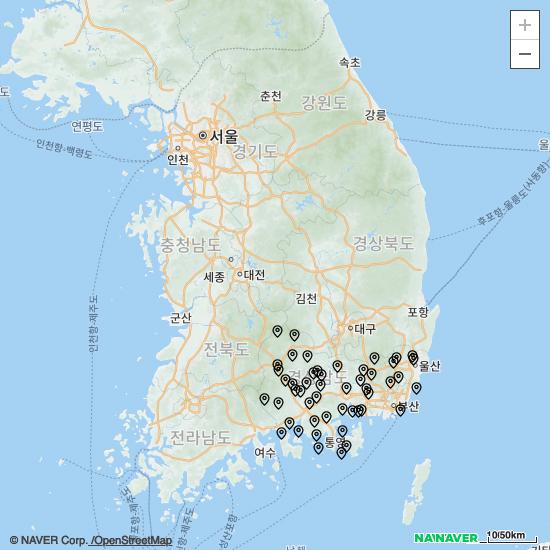 속초
춘천
강원도
강릉
연평도
서울
인천
경기도
인천항-백령도
후포항-울릉도(사동항)
충청남도
경상북도
세종
대전
김천
인천항-제주도
군산
포항
대구
전북도
울산
부산
전라남도
통영
여수
© NAVER Corp. /OpenStreetMap
NAVER
10/50km